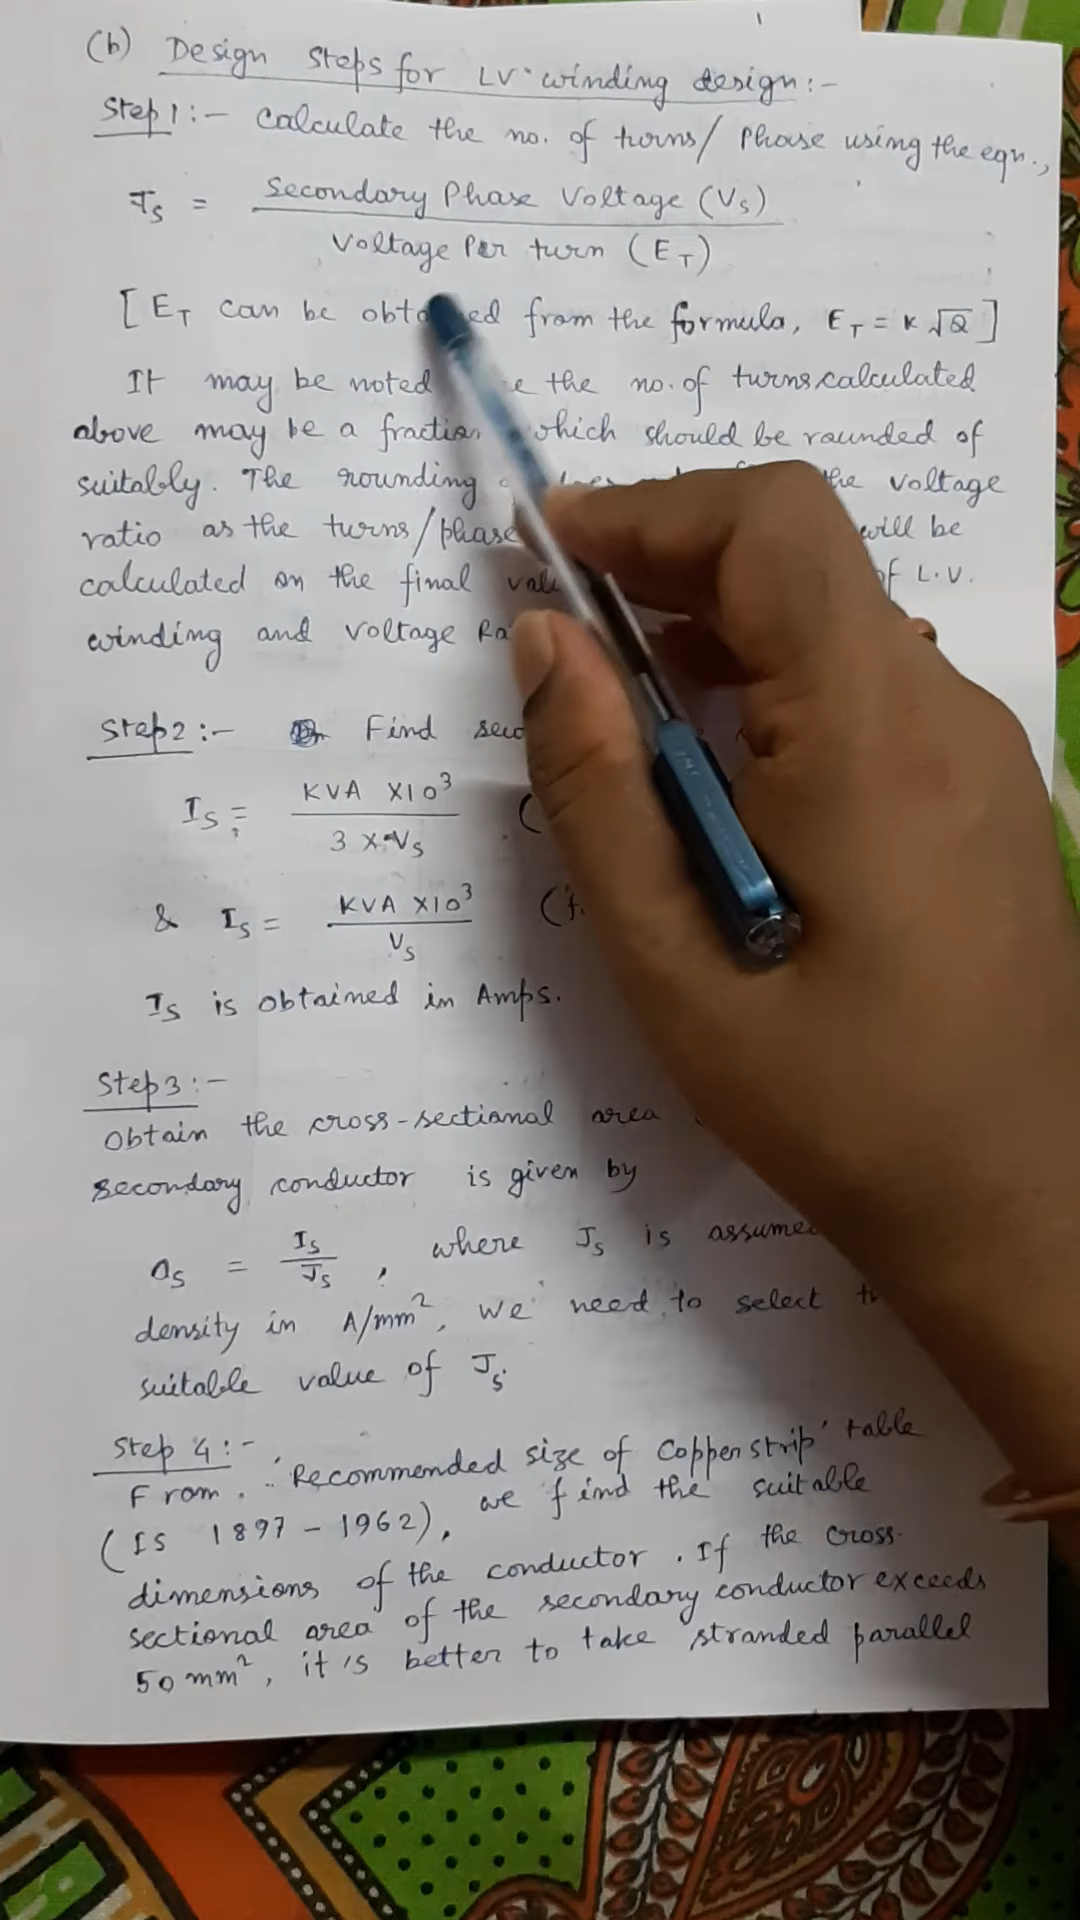 (b) Design Steps for LV winding design:-
Step 1:- Calculate the no. of turns/ Phase using the eqn.,
TS = Secondary Phase Voltage (VS)
Voltage Per turn (ET)
[ET can be obtained from the formula, ET = K √Q]
It may be noted the no. of turns calculated
above may be a fraction which should be rounded of
suitably. The rounding the voltage
ratio as the turns/phase will be
calculated on the final of L.V.
winding and voltage
Step 2:- Find
IS = KVA X10³
3 X VS
& IS = KVA X10³
VS
IS is obtained in Amps.
Step 3:-
Obtain the cross-sectional area
secondary conductor is given by
aS = IS/JS , where JS is
density in A/mm², we need to select
suitable value of JS.
Step 4:-
From 'Recommended size of Copper strip' table
(IS 1897-1962), we find the suitable
dimensions of the conductor. If the cross-
sectional area of the secondary conductor exceeds
50 mm², it is better to take stranded parallel